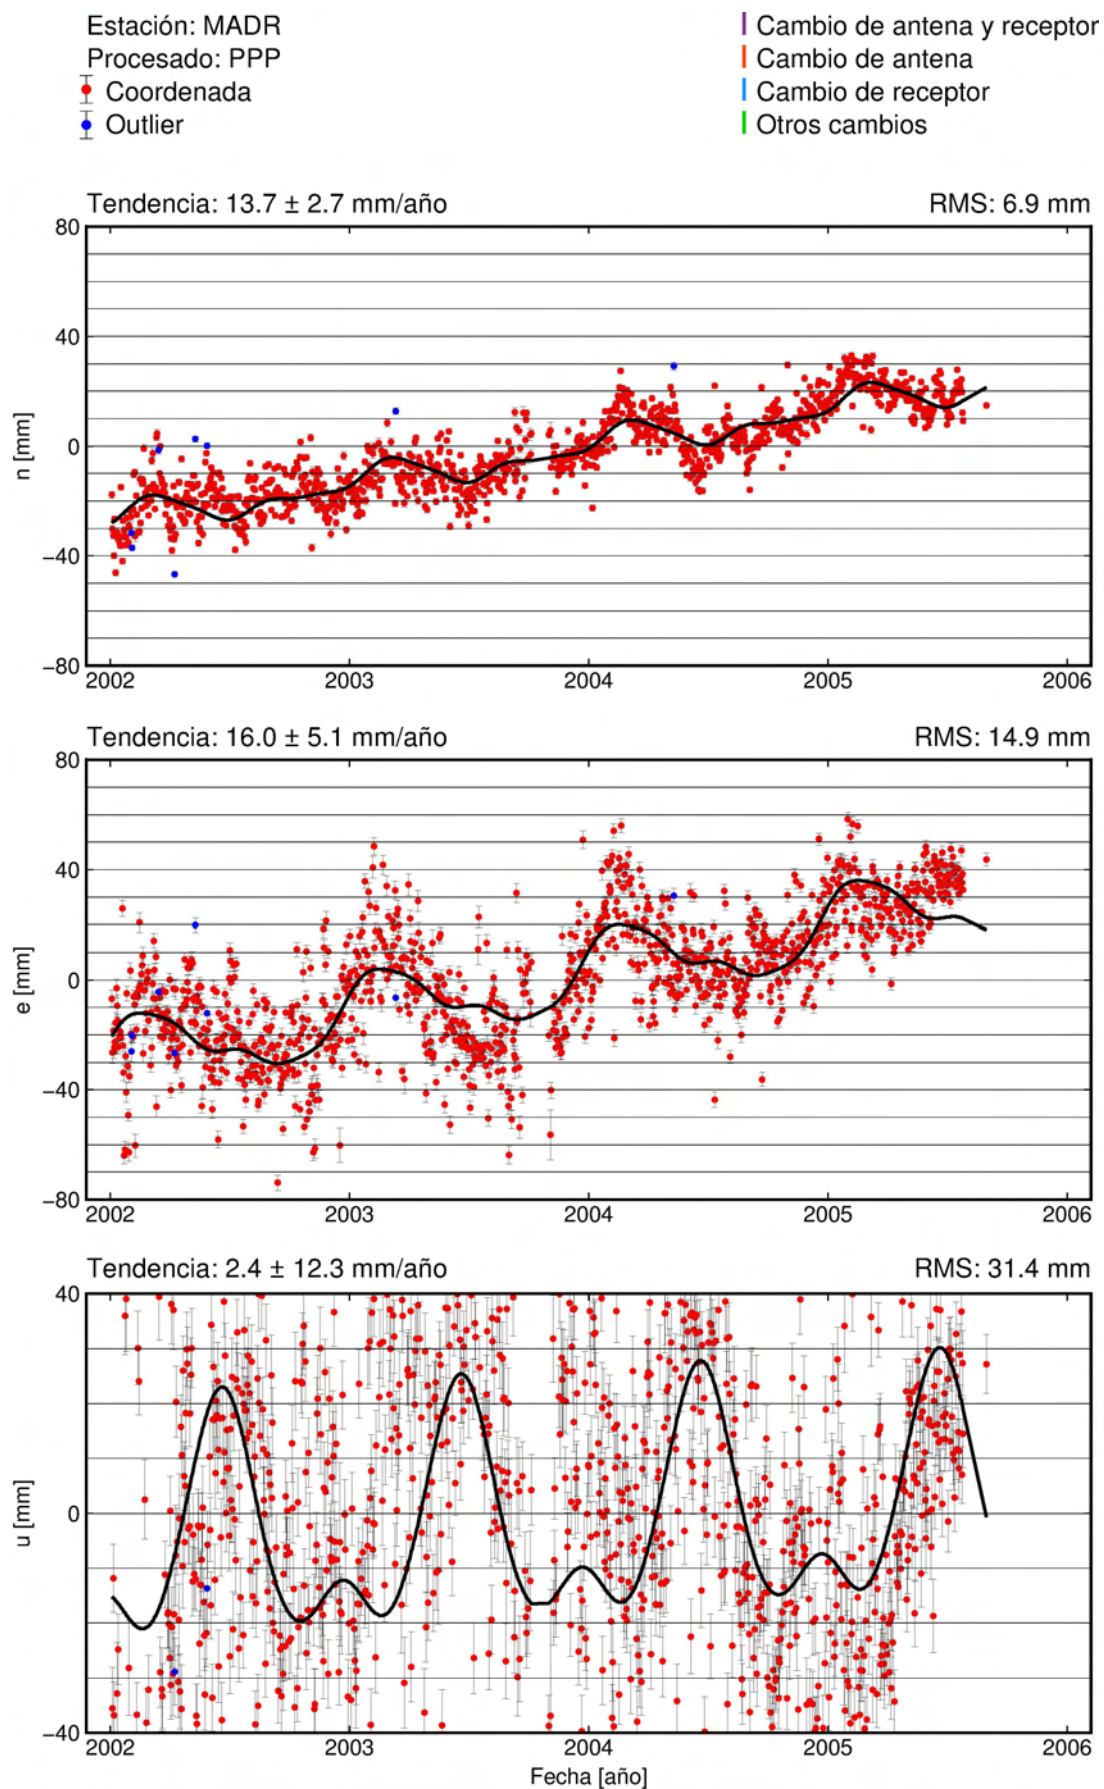 Estación: MADR
Procesado: PPP
Coordenada
Outlier
Cambio de antena y receptor
Cambio de antena
Cambio de receptor
Otros cambios
Tendencia: 13.7 ± 2.7 mm/año
RMS: 6.9 mm
80
40
0
−40
−80
n [mm]
2002 2003 2004 2005 2006
Tendencia: 16.0 ± 5.1 mm/año
RMS: 14.9 mm
80
40
0
−40
−80
e [mm]
2002 2003 2004 2005 2006
Tendencia: 2.4 ± 12.3 mm/año
RMS: 31.4 mm
40
0
−40
u [mm]
2002 2003 2004 2005 2006
Fecha [año]